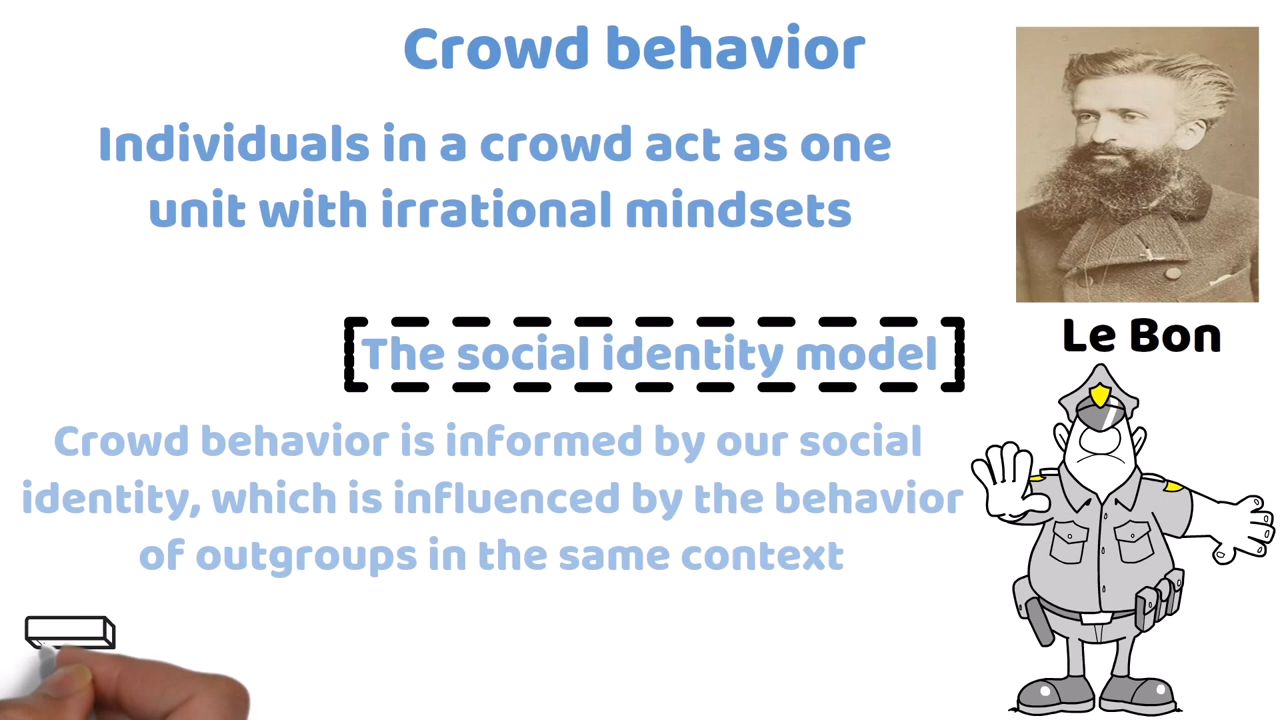 Crowd behavior
Individuals in a crowd act as one
unit with irrational mindsets
Le Bon
The social identity model
Crowd behavior is informed by our social
identity, which is influenced by the behavior
of outgroups in the same context